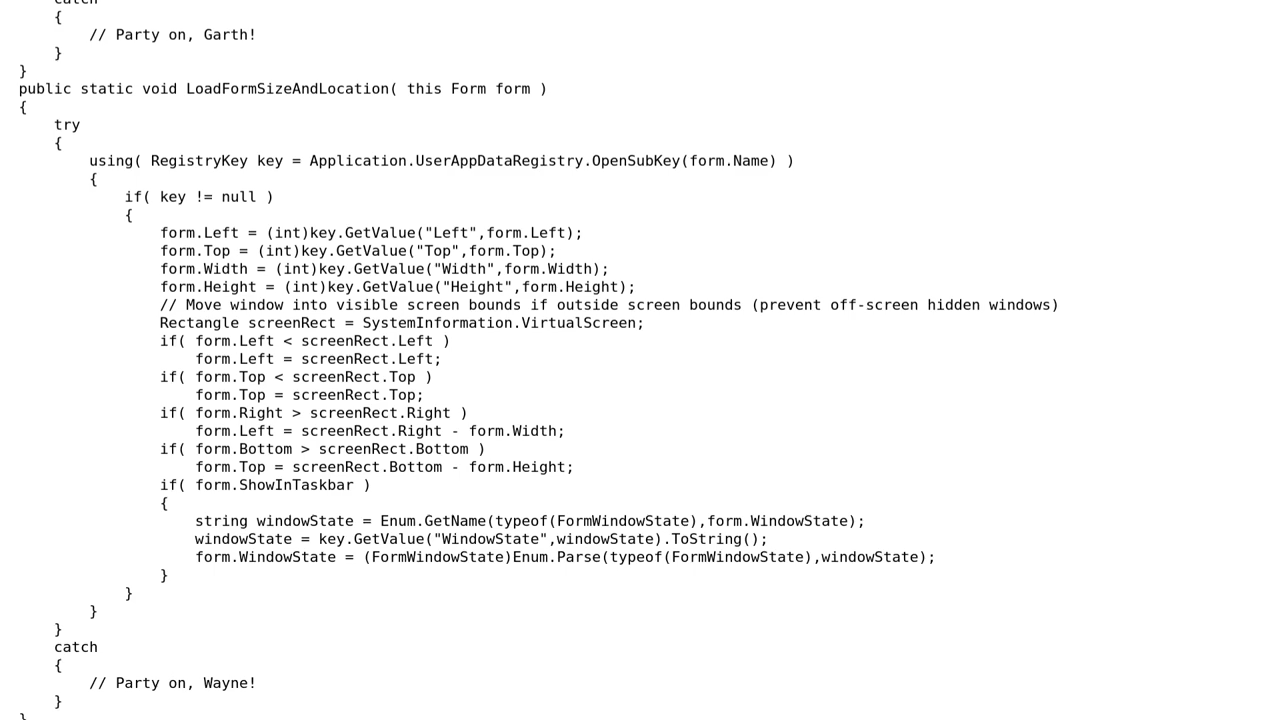 catch
{
// Party on, Garth!
}
}
public static void LoadFormSizeAndLocation( this Form form )
{
try
{
using( RegistryKey key = Application.UserAppDataRegistry.OpenSubKey(form.Name) )
{
if( key != null )
{
form.Left = (int)key.GetValue("Left",form.Left);
form.Top = (int)key.GetValue("Top",form.Top);
form.Width = (int)key.GetValue("Width",form.Width);
form.Height = (int)key.GetValue("Height",form.Height);
// Move window into visible screen bounds if outside screen bounds (prevent off-screen hidden windows)
Rectangle screenRect = SystemInformation.VirtualScreen;
if( form.Left < screenRect.Left )
form.Left = screenRect.Left;
if( form.Top < screenRect.Top )
form.Top = screenRect.Top;
if( form.Right > screenRect.Right )
form.Left = screenRect.Right - form.Width;
if( form.Bottom > screenRect.Bottom )
form.Top = screenRect.Bottom - form.Height;
if( form.ShowInTaskbar )
{
string windowState = Enum.GetName(typeof(FormWindowState),form.WindowState);
windowState = key.GetValue("WindowState",windowState).ToString();
form.WindowState = (FormWindowState)Enum.Parse(typeof(FormWindowState),windowState);
}
}
}
}
catch
{
// Party on, Wayne!
}
}